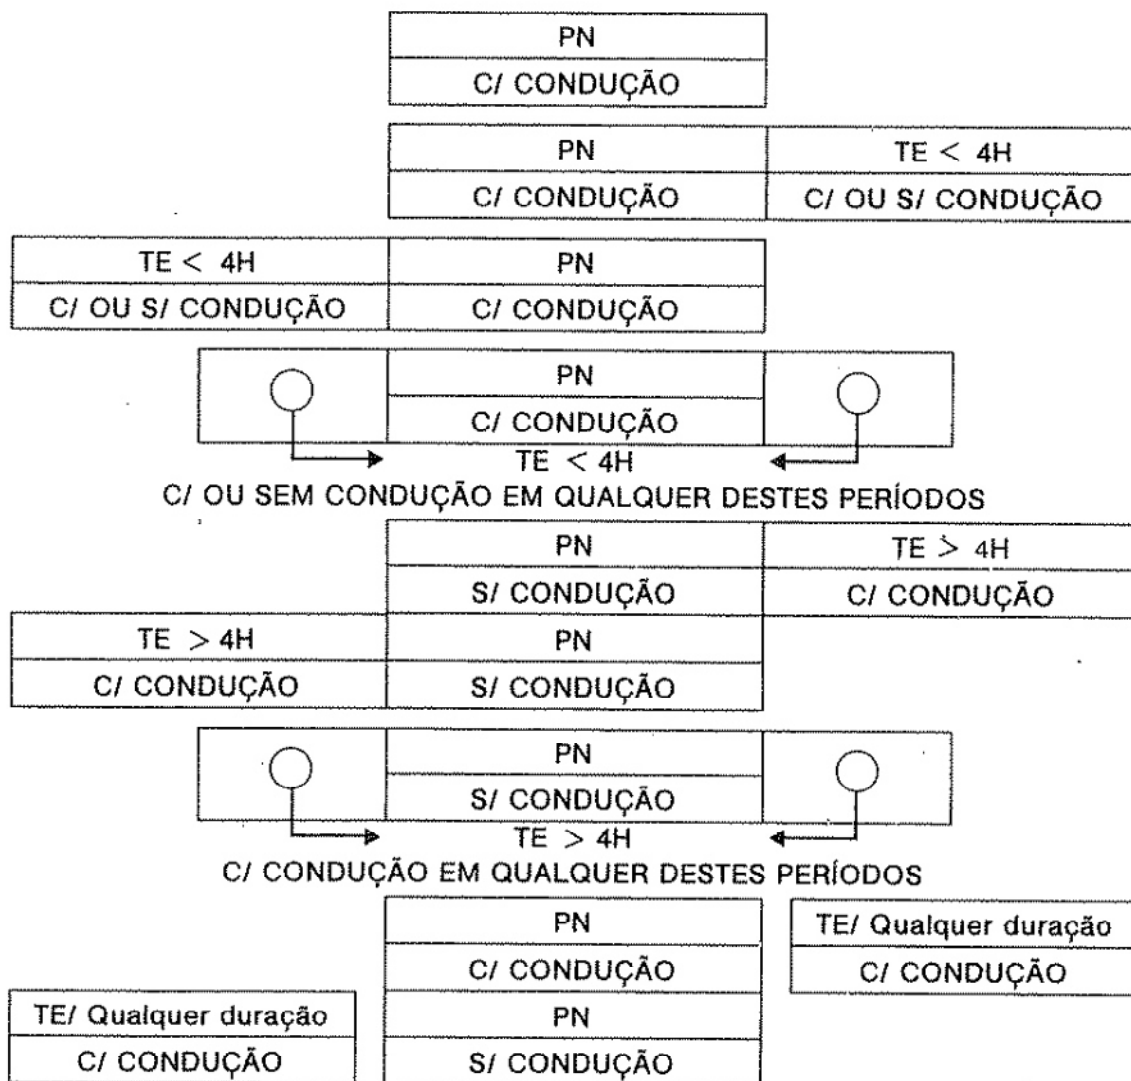 PN
C/ CONDUÇÃO
PN TE < 4H
C/ CONDUÇÃO C/ OU S/ CONDUÇÃO
TE < 4H PN
C/ OU S/ CONDUÇÃO C/ CONDUÇÃO
PN
C/ CONDUÇÃO
TE < 4H
C/ OU SEM CONDUÇÃO EM QUALQUER DESTES PERÍODOS
PN TE > 4H
S/ CONDUÇÃO C/ CONDUÇÃO
TE > 4H PN
C/ CONDUÇÃO S/ CONDUÇÃO
PN
S/ CONDUÇÃO
TE > 4H
C/ CONDUÇÃO EM QUALQUER DESTES PERÍODOS
PN TE/ Qualquer duração
C/ CONDUÇÃO C/ CONDUÇÃO
TE/ Qualquer duração PN
C/ CONDUÇÃO S/ CONDUÇÃO